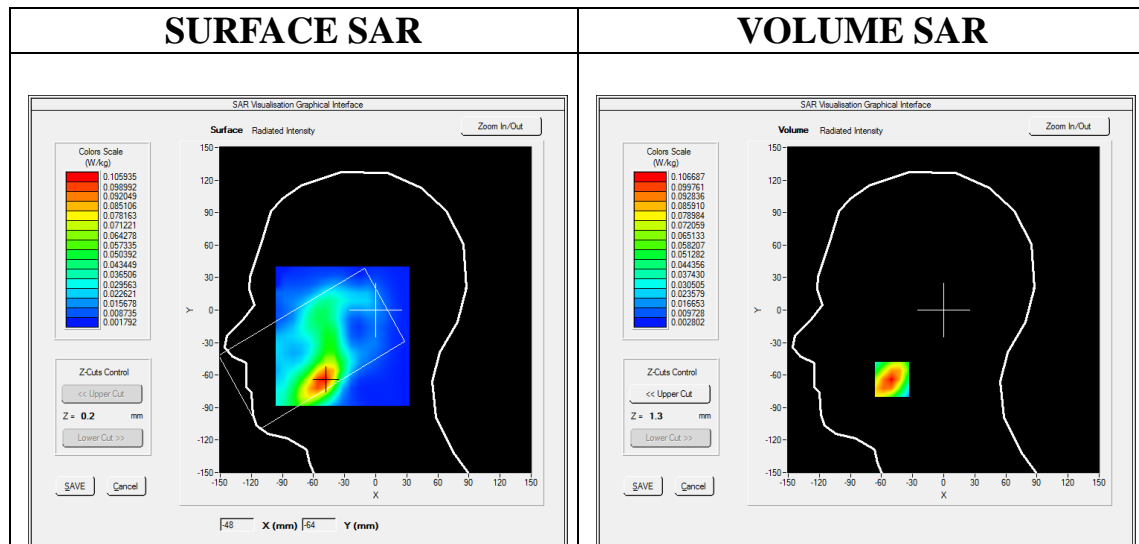 SURFACE SAR
VOLUME SAR
SAR Visualisation Graphical Interface
Surface Radiated Intensity
Zoom In/Out
Colors Scale
(W/kg)
0.105935
0.098992
0.092049
0.085106
0.078163
0.071221
0.064278
0.057335
0.050392
0.043449
0.036506
0.029563
0.022621
0.015678
0.008735
0.001792
150
120
90
60
30
0
-30
-60
-90
-120
-150
Y
-150 -120 -90 -60 -30 0 30 60 90 120 150
X
Z-Cuts Control
<< Upper Cut
Z = 0.2 mm
Lower Cut >>
SAVE Cancel
-48 X (mm) -64 Y (mm)
SAR Visualisation Graphical Interface
Volume Radiated Intensity
Zoom In/Out
Colors Scale
(W/kg)
0.106687
0.099761
0.092836
0.085910
0.078984
0.072059
0.065133
0.058207
0.051282
0.044356
0.037430
0.030505
0.023579
0.016653
0.009728
0.002802
150
120
90
60
30
0
-30
-60
-90
-120
-150
Y
-150 -120 -90 -60 -30 0 30 60 90 120 150
X
Z-Cuts Control
<< Upper Cut
Z = 1.3 mm
Lower Cut >>
SAVE Cancel